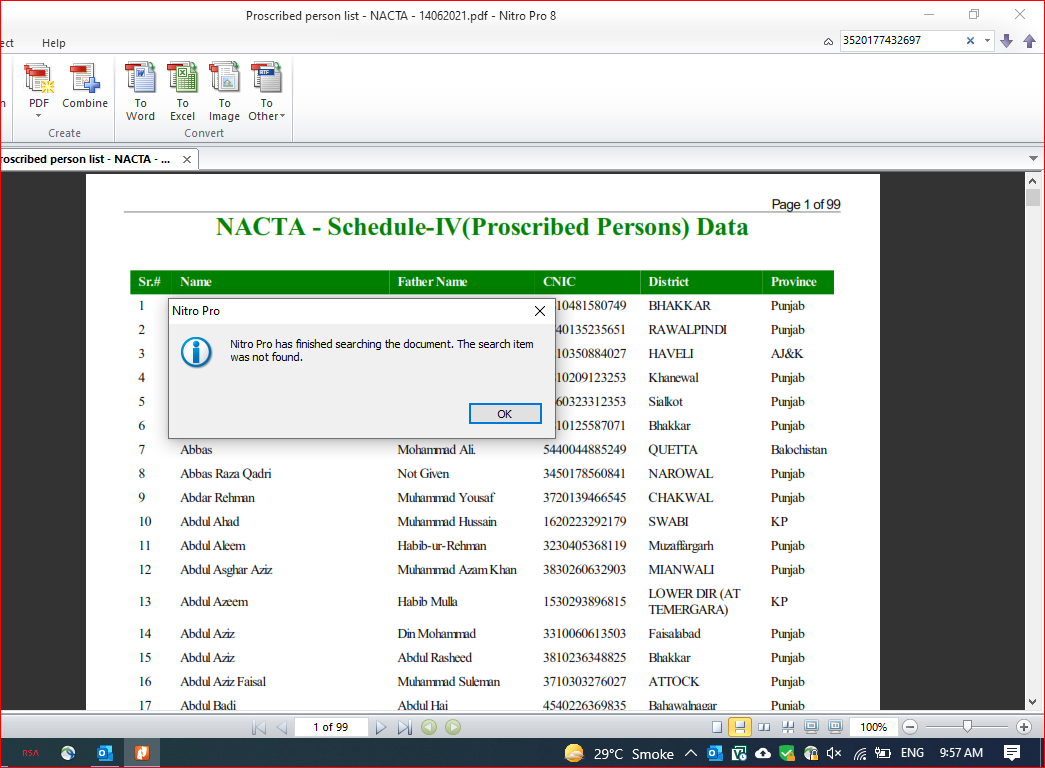 Proscribed person list - NACTA - 14062021.pdf - Nitro Pro 8
ect Help
3520177432697
PDF Combine To Word To Excel To Image To Other
Create Convert
roscribed person list - NACTA - ...
Page 1 of 99
NACTA - Schedule-IV(Proscribed Persons) Data
Sr.# Name Father Name CNIC District Province
1 10481580749 BHAKKAR Punjab
Nitro Pro
2 40135235651 RAWALPINDI Punjab
Nitro Pro has finished searching the document. The search item
was not found.
3 10350884027 HAVELI AJ&K
4 10209123253 Khanewal Punjab
5 60323312353 Sialkot Punjab
OK
6 10125587071 Bhakkar Punjab
7 Abbas Mohammad Ali. 5440044885249 QUETTA Balochistan
8 Abbas Raza Qadri Not Given 3450178560841 NAROWAL Punjab
9 Abdar Rehman Muhammad Yousaf 3720139466545 CHAKWAL Punjab
10 Abdul Ahad Muhammad Hussain 1620223292179 SWABI KP
11 Abdul Aleem Habib-ur-Rehman 3230405368119 Muzaffargarh Punjab
12 Abdul Asghar Aziz Muhammad Azam Khan 3830260632903 MIANWALI Punjab
13 Abdul Azeem Habib Mulla 1530293896815 LOWER DIR (AT TEMERGARA) KP
14 Abdul Aziz Din Mohammad 3310060613503 Faisalabad Punjab
15 Abdul Aziz Abdul Rasheed 3810236348825 Bhakkar Punjab
16 Abdul Aziz Faisal Muhammad Suleman 3710303276027 ATTOCK Punjab
17 Abdul Badi Abdul Hai 4540226369835 Bahawalnagar Punjab
1 of 99 100%
RSA 29°C Smoke ENG 9:57 AM